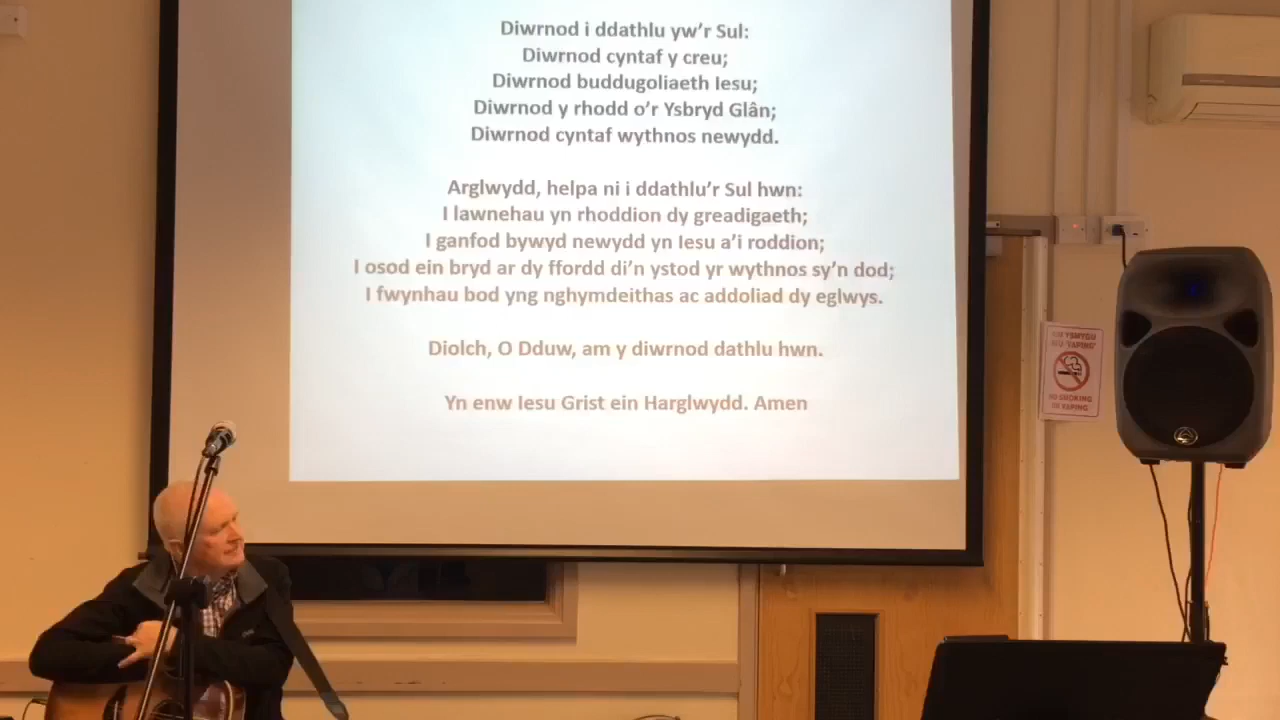 Diwrnod i ddathlu yw’r Sul:
Diwrnod cyntaf y creu;
Diwrnod buddugoliaeth Iesu;
Diwrnod y rhodd o’r Ysbryd Glân;
Diwrnod cyntaf wythnos newydd.
Arglwydd, helpa ni i ddathlu’r Sul hwn:
I lawnehau yn rhoddion dy greadigaeth;
I ganfod bywyd newydd yn Iesu a’i roddion;
I osod ein bryd ar dy ffordd di’n ystod yr wythnos sy’n dod;
I fwynhau bod yng nghymdeithas ac addoliad dy eglwys.
Diolch, O Dduw, am y diwrnod dathlu hwn.
Yn enw Iesu Grist ein Harglwydd. Amen
YSMYGU
'VAPING'
NO SMOKING
OR VAPING